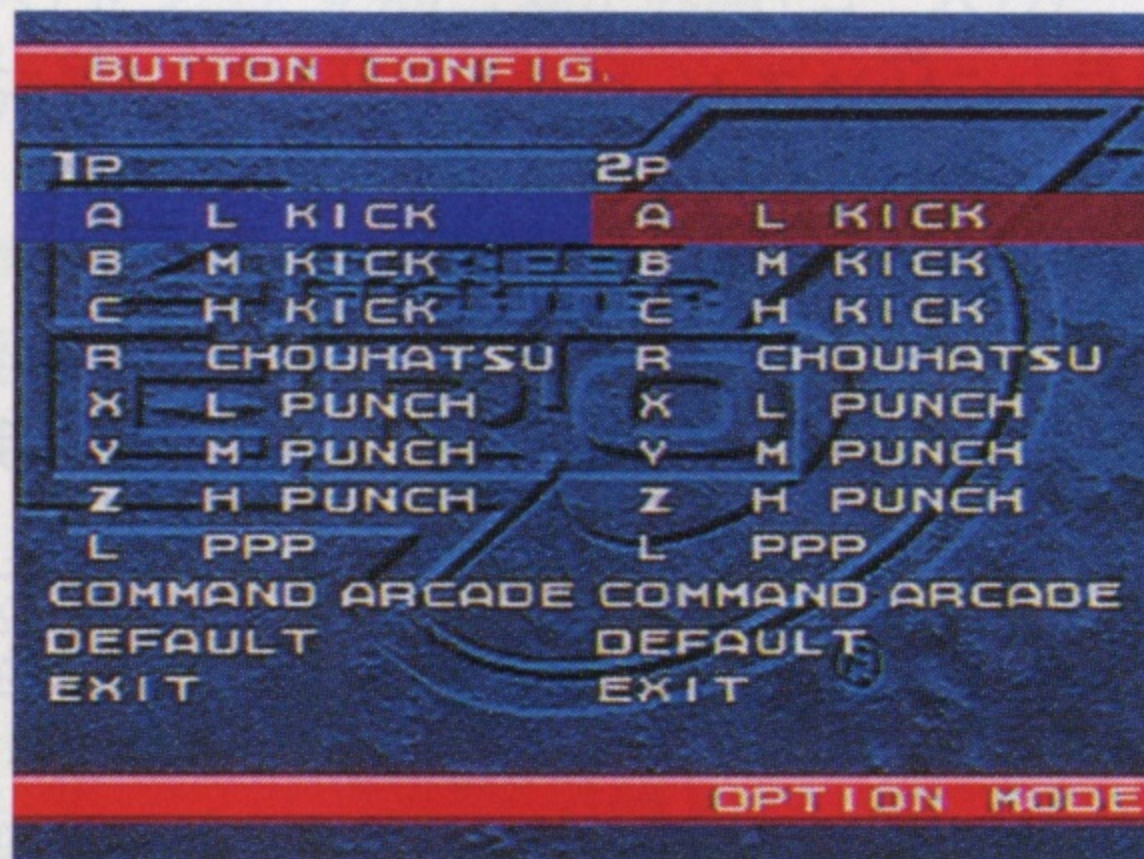 BUTTON CONFIG.
1P 2P
A L KICK A L KICK
B M KICK B M KICK
C H KICK C H KICK
R CHOUHATSU R CHOUHATSU
X L PUNCH X L PUNCH
Y M PUNCH Y M PUNCH
Z H PUNCH Z H PUNCH
L PPP L PPP
COMMAND ARCADE COMMAND ARCADE
DEFAULT DEFAULT
EXIT EXIT
OPTION MODE